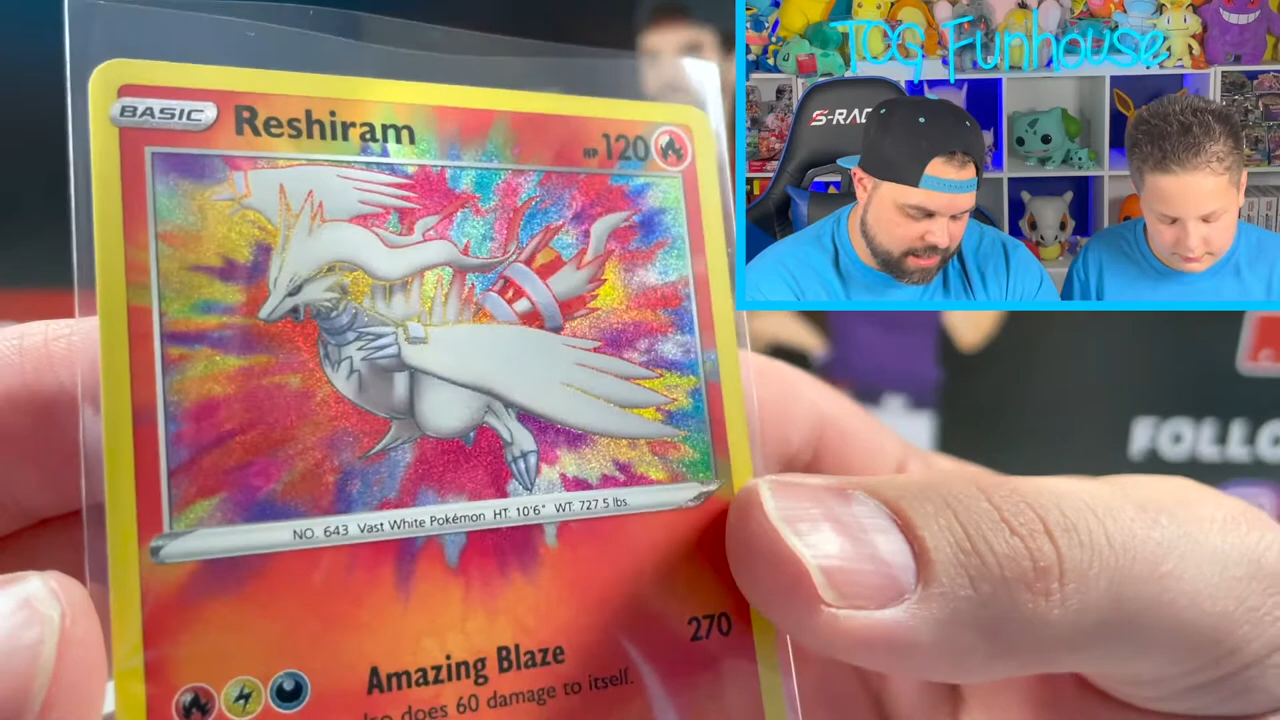 BASIC
Reshiram
HP 120
NO. 643 Vast White Pokémon HT: 10'6" WT: 727.5 lbs.
270
Amazing Blaze
also does 60 damage to itself.
TCG Funhouse
S-RAC
FOLLO